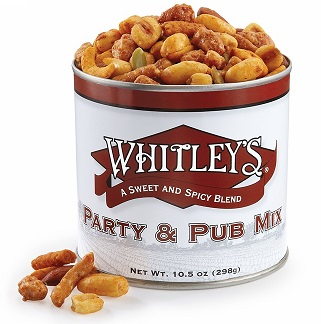 WHITLEY'S®
A SWEET AND SPICY BLEND
PARTY & PUB MIX
NET WT. 10.5 OZ (298g)